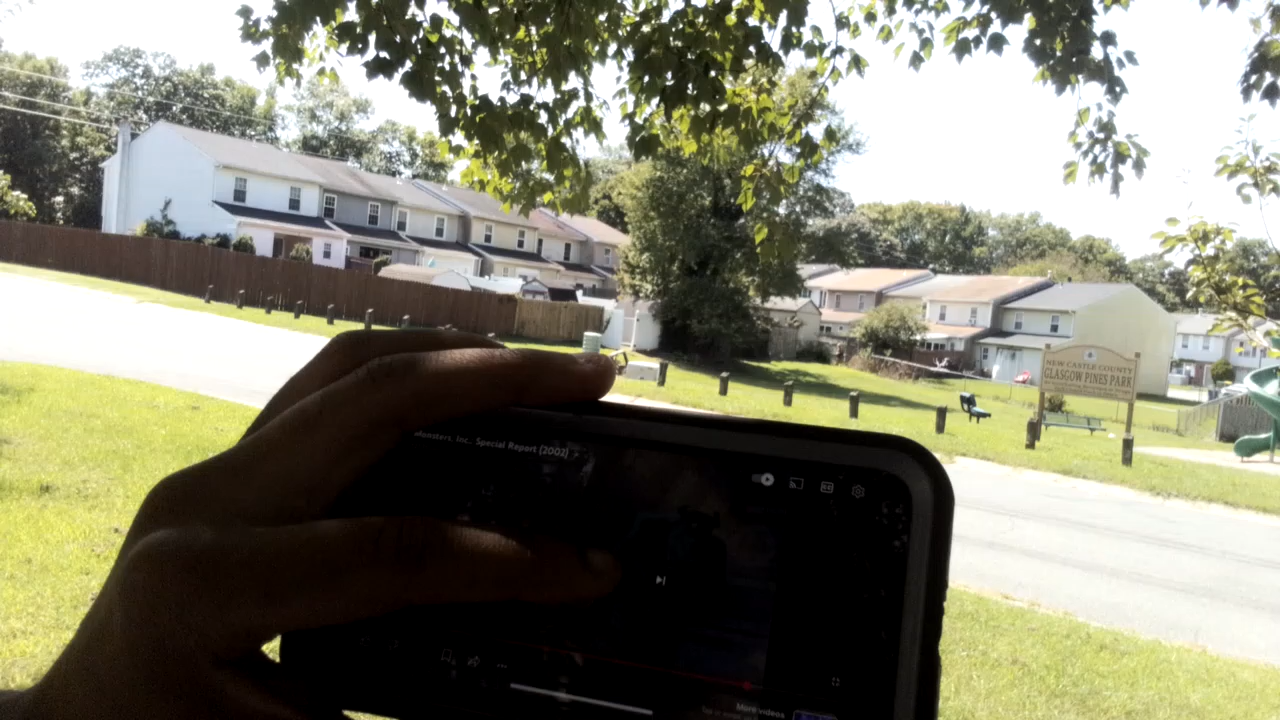 NEW CASTLE COUNTY
GLASGOW PINES PARK
Monsters, Inc. Special Report (2002)
More videos